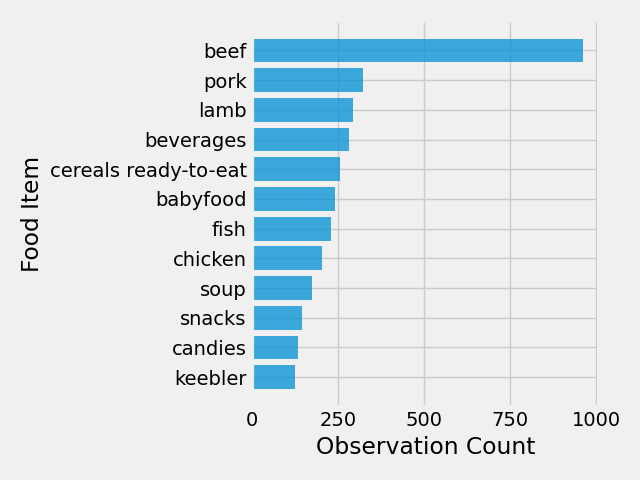 beef
pork
lamb
beverages
cereals ready-to-eat
babyfood
fish
chicken
soup
snacks
candies
keebler
Food Item
0 250 500 750 1000
Observation Count